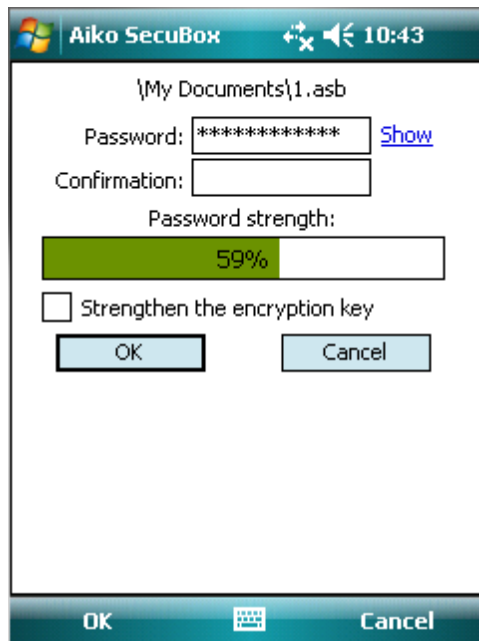 Aiko SecuBox 10:43
\My Documents\1.asb
Password: ************ Show
Confirmation:
Password strength:
59%
Strengthen the encryption key
OK Cancel
OK Cancel